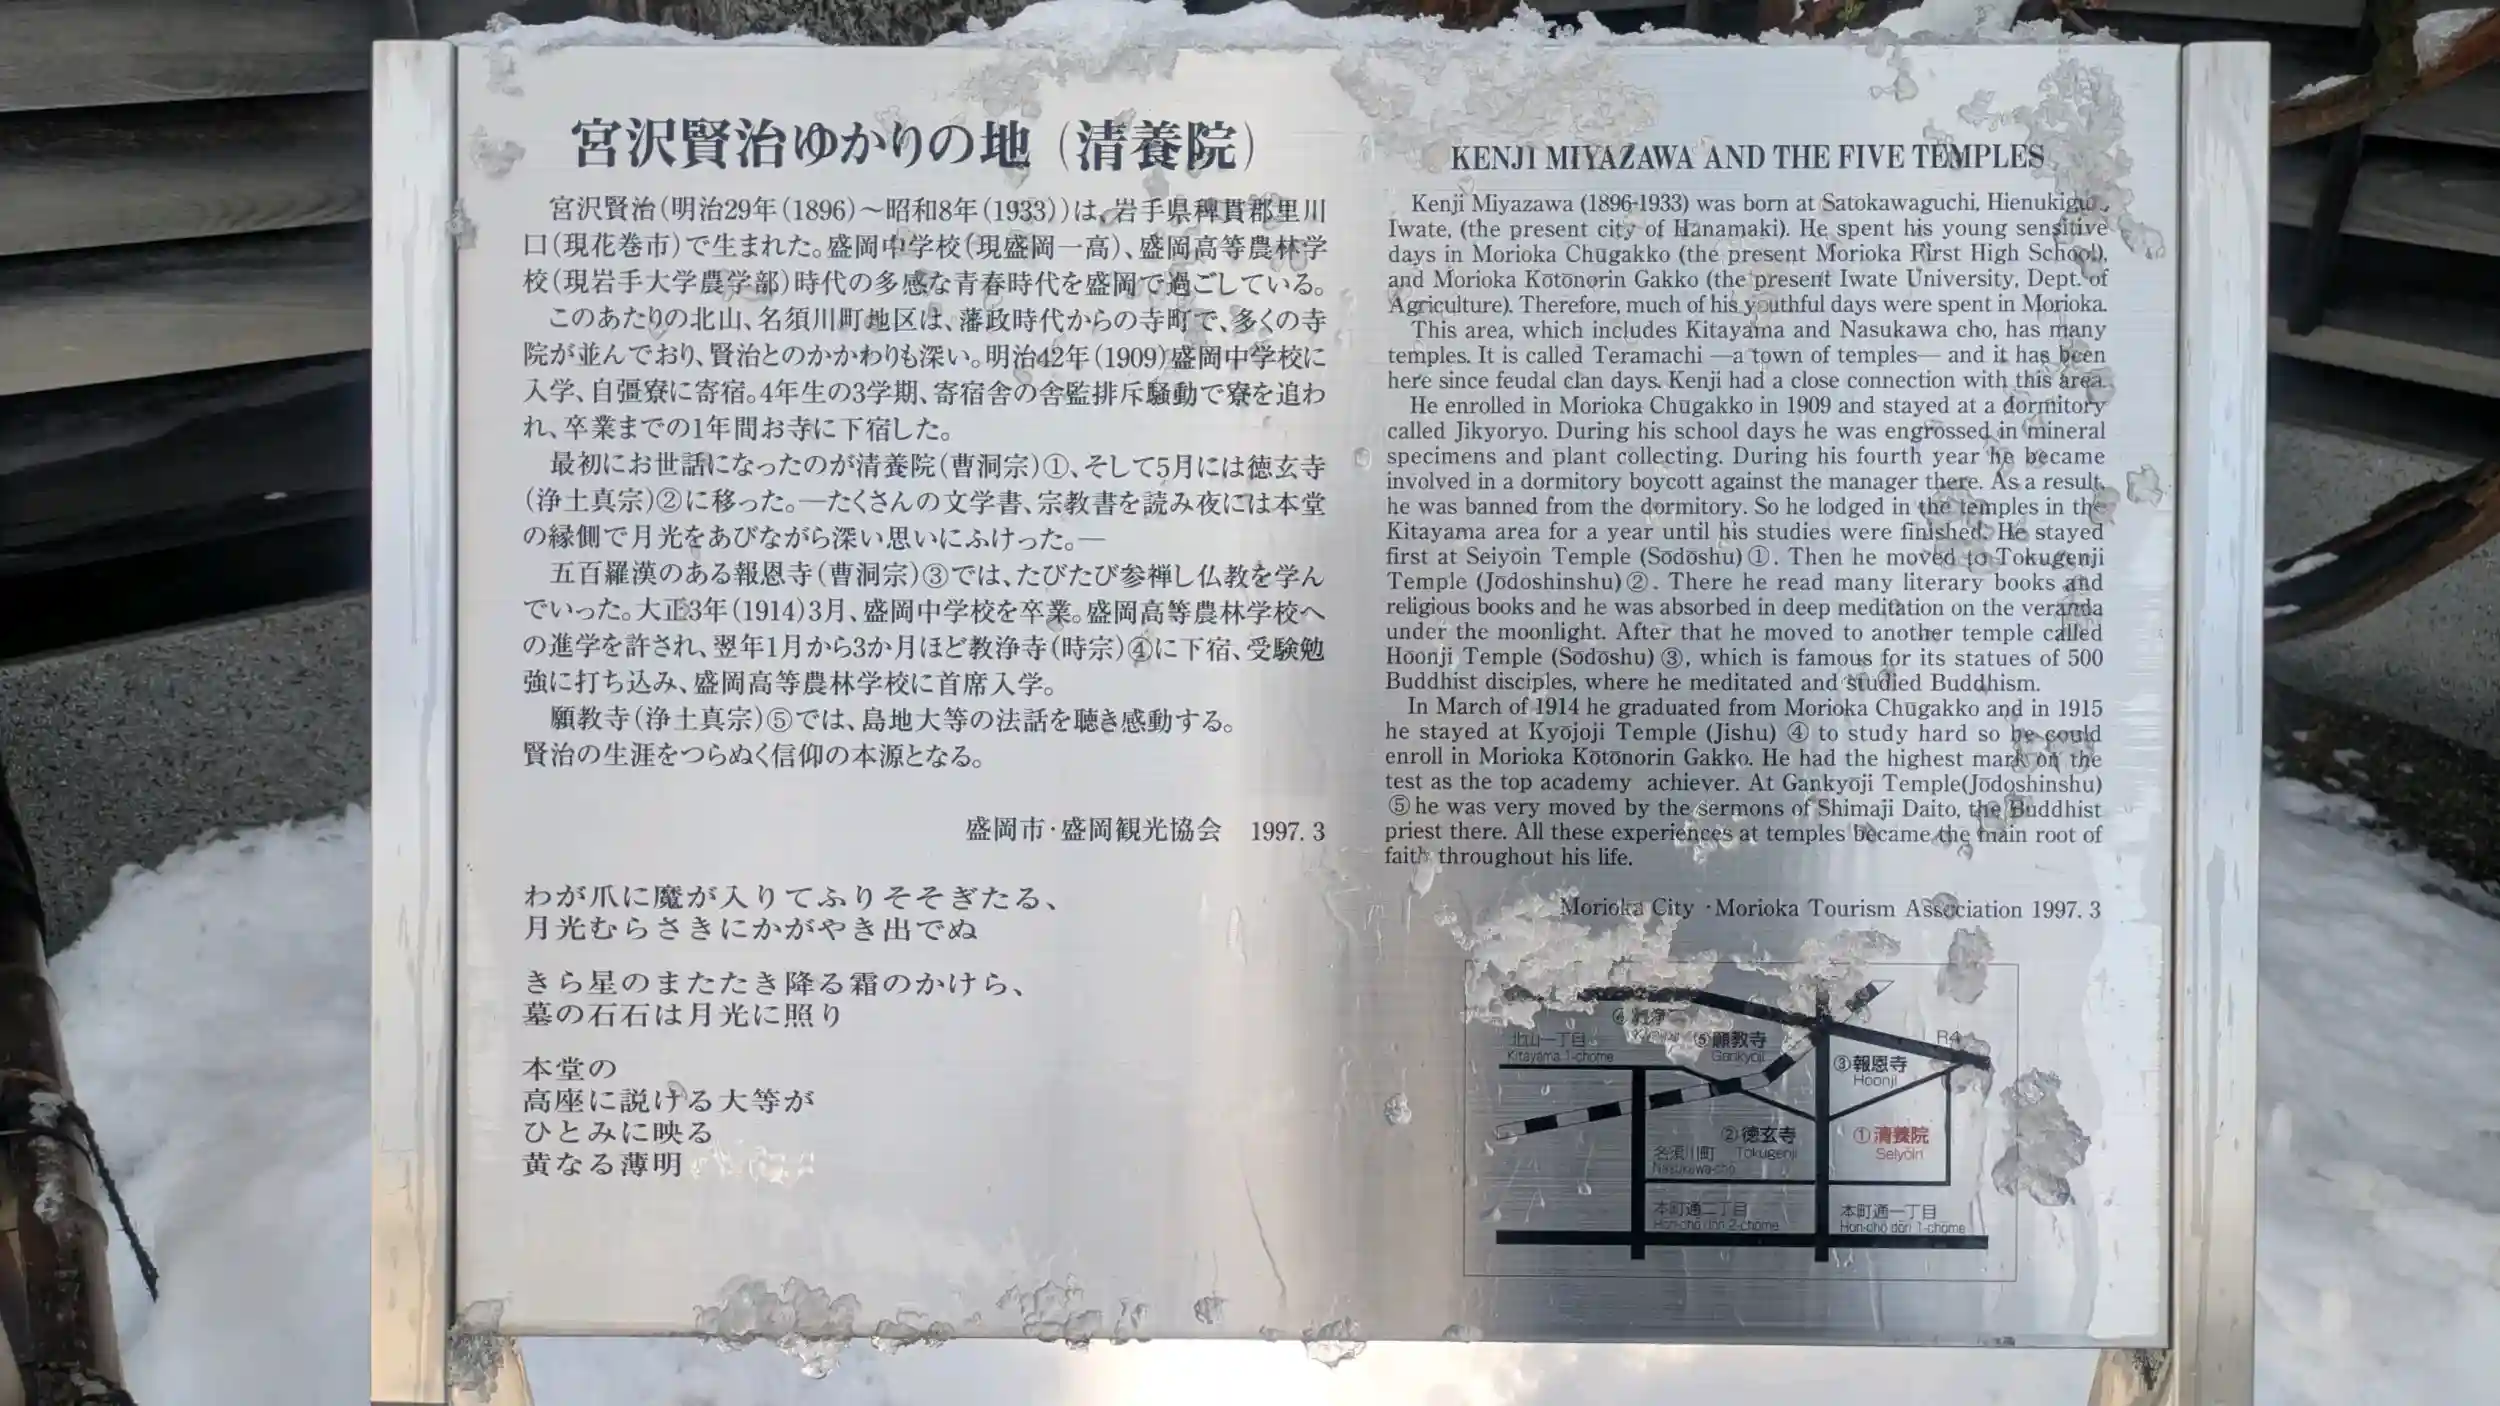 宮沢賢治ゆかりの地（清養院）
宮沢賢治(明治29年(1896)～昭和8年(1933))は、岩手県稗貫郡里川
口(現花巻市)で生まれた。盛岡中学校(現盛岡一高)、盛岡高等農林学
校(現岩手大学農学部)時代の多感な青春時代を盛岡で過ごしている。
このあたりの北山、名須川町地区は、藩政時代からの寺町で、多くの寺
院が並んでおり、賢治とのかかわりも深い。明治42年(1909)盛岡中学校に
入学、自彊寮に寄宿。4年生の3学期、寄宿舎の舎監排斥騒動で寮を追わ
れ、卒業までの1年間お寺に下宿した。
最初にお世話になったのが清養院(曹洞宗)①、そして5月には徳玄寺
(浄土真宗)②に移った。―たくさんの文学書、宗教書を読み夜には本堂
の縁側で月光をあびながら深い思いにふけった。―
五百羅漢のある報恩寺(曹洞宗)③では、たびたび参禅し仏教を学ん
でいった。大正3年(1914)3月、盛岡中学校を卒業。盛岡高等農林学校へ
の進学を許され、翌年1月から3か月ほど教浄寺(時宗)④に下宿、受験勉
強に打ち込み、盛岡高等農林学校に首席入学。
願教寺(浄土真宗)⑤では、島地大等の法話を聴き感動する。
賢治の生涯をつらぬく信仰の本源となる。
盛岡市・盛岡観光協会 1997. 3
わが爪に魔が入りてふりそそぎたる、
月光むらさきにかがやき出でぬ
きら星のまたたき降る霜のかけら、
墓の石石は月光に照り
本堂の
高座に説ける大等が
ひとみに映る
黄なる薄明
KENJI MIYAZAWA AND THE FIVE TEMPLES
Kenji Miyazawa (1896-1933) was born at Satokawaguchi, Hienukigun,
Iwate, (the present city of Hanamaki). He spent his young sensitive
days in Morioka Chūgakko (the present Morioka First High School),
and Morioka Kōtōnorin Gakko (the present Iwate University, Dept. of
Agriculture). Therefore, much of his youthful days were spent in Morioka.
This area, which includes Kitayama and Nasukawa cho, has many
temples. It is called Teramachi —a town of temples— and it has been
here since feudal clan days. Kenji had a close connection with this area.
He enrolled in Morioka Chūgakko in 1909 and stayed at a dormitory
called Jikyoryo. During his school days he was engrossed in mineral
specimens and plant collecting. During his fourth year he became
involved in a dormitory boycott against the manager there. As a result,
he was banned from the dormitory. So he lodged in the temples in the
Kitayama area for a year until his studies were finished. He stayed
first at Seiyōin Temple (Sōdōshu)①. Then he moved to Tokugenji
Temple (Jōdoshinshu)②. There he read many literary books and
religious books and he was absorbed in deep meditation on the veranda
under the moonlight. After that he moved to another temple called
Hōonji Temple (Sōdōshu)③, which is famous for its statues of 500
Buddhist disciples, where he meditated and studied Buddhism.
In March of 1914 he graduated from Morioka Chūgakko and in 1915
he stayed at Kyōjoji Temple (Jishu) ④ to study hard so he could
enroll in Morioka Kōtōnorin Gakko. He had the highest mark on the
test as the top academy achiever. At Gankyōji Temple(Jōdoshinshu)
⑤he was very moved by the sermons of Shimaji Daito, the Buddhist
priest there. All these experiences at temples became the main root of
faith throughout his life.
Morioka City ・Morioka Tourism Association 1997. 3
④教浄
北山一丁目
Kitayama 1-chōme
⑤願教寺
Gankyōji
R4
③報恩寺
Hōonji
②徳玄寺
Tokugenji
①清養院
Seiyōin
名須川町
Nasukawa-chō
本町通二丁目
Hon-chō dōri 2-chōme
本町通一丁目
Hon-chō dōri 1-chōme